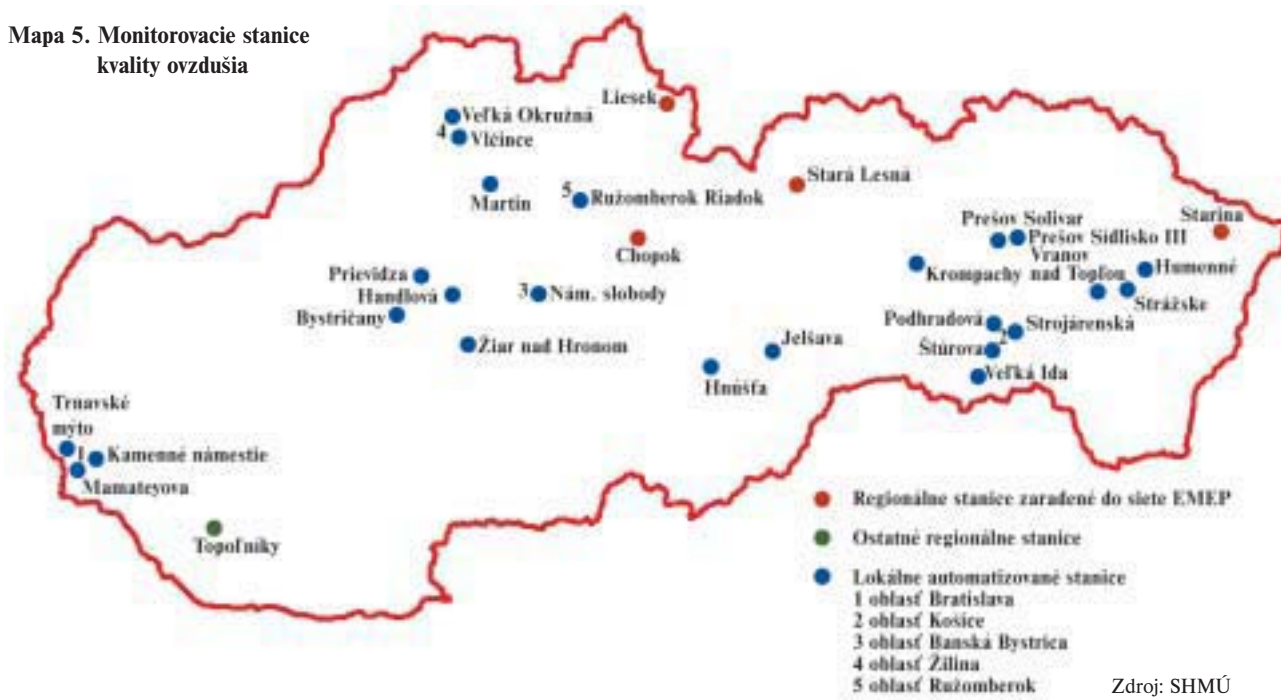 Mapa 5. Monitorovacie stanice
kvality ovzdušia
Liesek
Veľká Okružná
4
Vlčince
Martin
5
Ružomberok Riadok
Stará Lesná
Chopok
Starina
Prešov Solivar
Prešov Sídlisko III
Vranov
nad Topľou
Krompachy
Humenné
Strážske
Prievidza
Handlová
Bystričany
3
Nám. slobody
Žiar nad Hronom
Podhradová
2
Strojárenská
Štúrova
Veľká Ida
Jelšava
Hnúšťa
Trnavské
mýto
1
Kamenné námestie
Mamateyova
Topoľníky
Regionálne stanice zaradené do siete EMEP
Ostatné regionálne stanice
Lokálne automatizované stanice
1 oblasť Bratislava
2 oblasť Košice
3 oblasť Banská Bystrica
4 oblasť Žilina
5 oblasť Ružomberok
Zdroj: SHMÚ